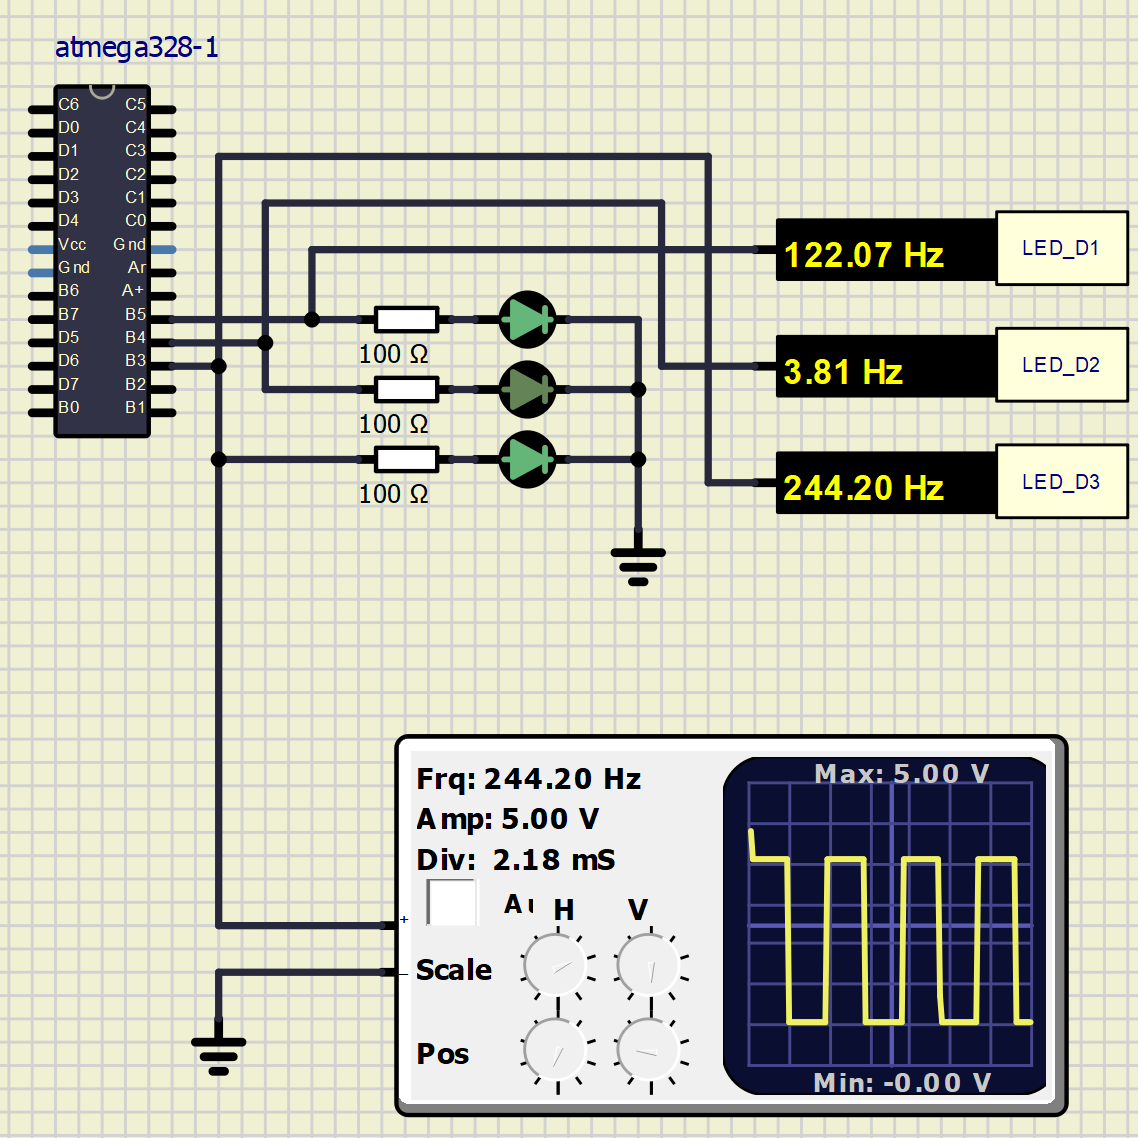 atmega328-1
C6 C5
D0 C4
D1 C3
D2 C2
D3 C1
D4 C0
Vcc Gnd
Gnd Ar
B6 A+
B7 B5
D5 B4
D6 B3
D7 B2
B0 B1
122.07 Hz LED_D1
100 Ω
3.81 Hz LED_D2
100 Ω
244.20 Hz LED_D3
100 Ω
Frq: 244.20 Hz
Amp: 5.00 V
Div: 2.18 mS
H V
+
Scale
–
Pos
Max: 5.00 V
Min: -0.00 V